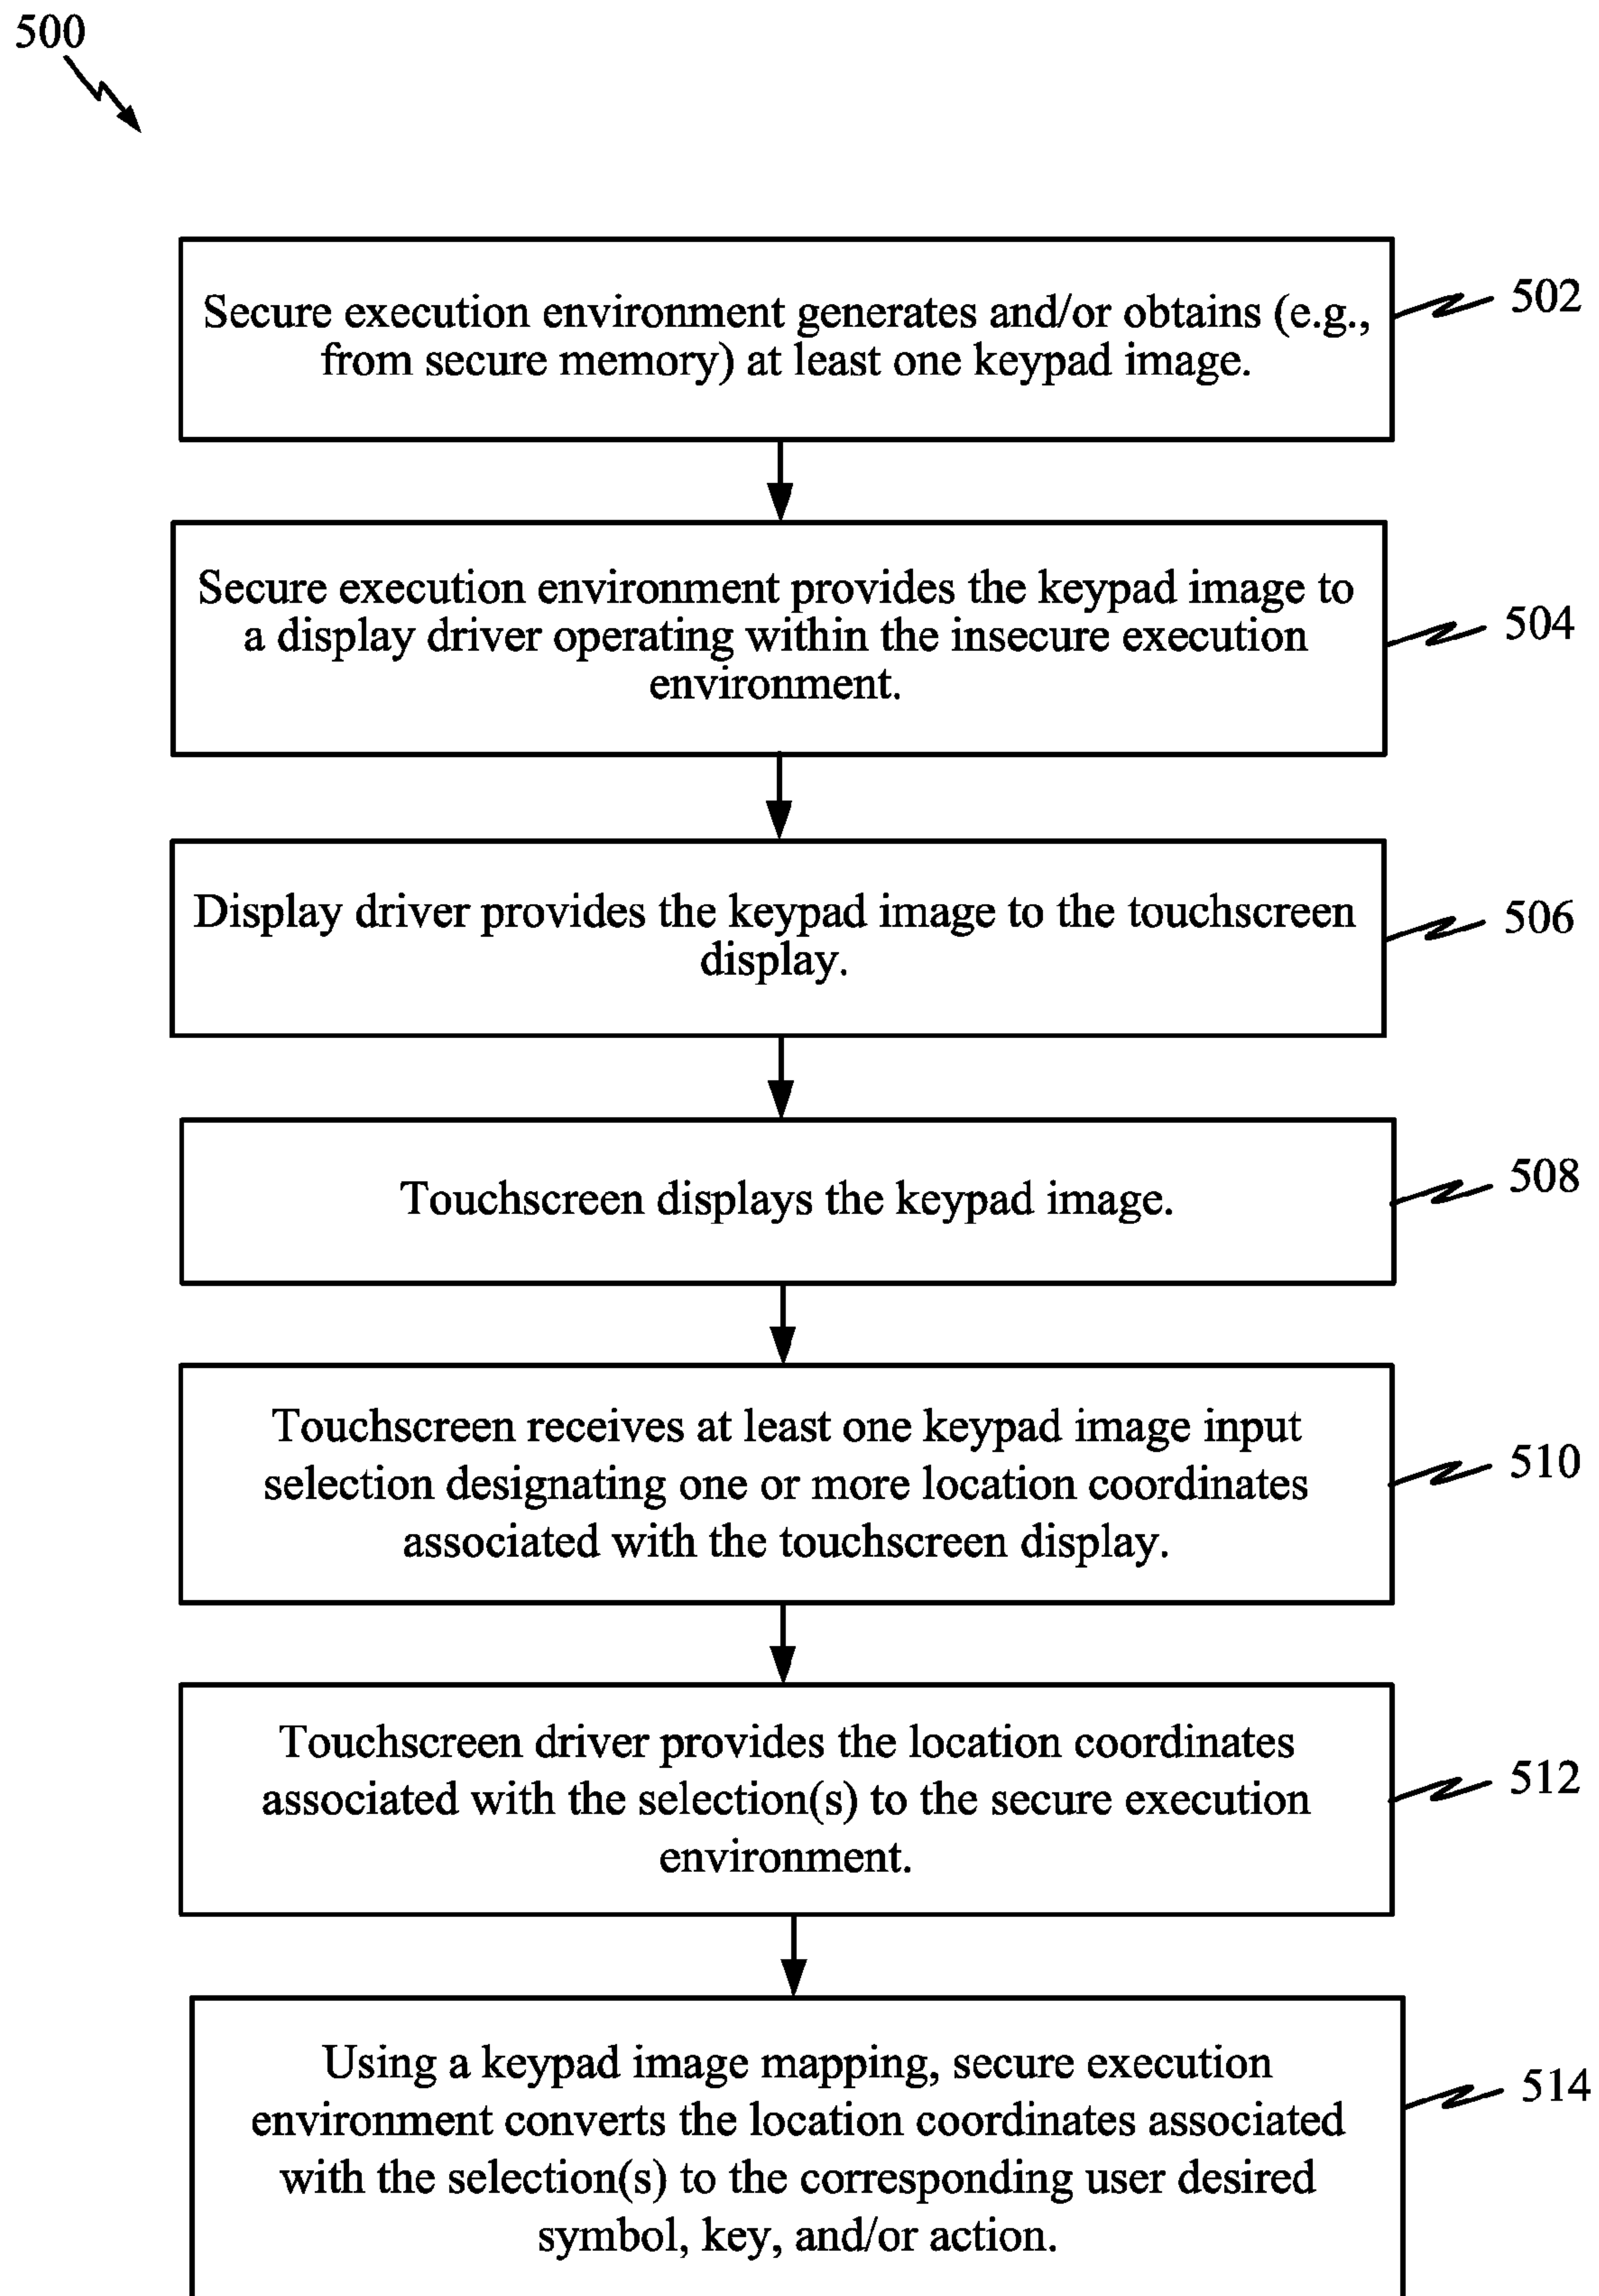 500
Secure execution environment generates and/or obtains (e.g.,
from secure memory) at least one keypad image.
502
Secure execution environment provides the keypad image to
a display driver operating within the insecure execution
environment.
504
Display driver provides the keypad image to the touchscreen
display.
506
Touchscreen displays the keypad image.
508
Touchscreen receives at least one keypad image input
selection designating one or more location coordinates
associated with the touchscreen display.
510
Touchscreen driver provides the location coordinates
associated with the selection(s) to the secure execution
environment.
512
Using a keypad image mapping, secure execution
environment converts the location coordinates associated
with the selection(s) to the corresponding user desired
symbol, key, and/or action.
514